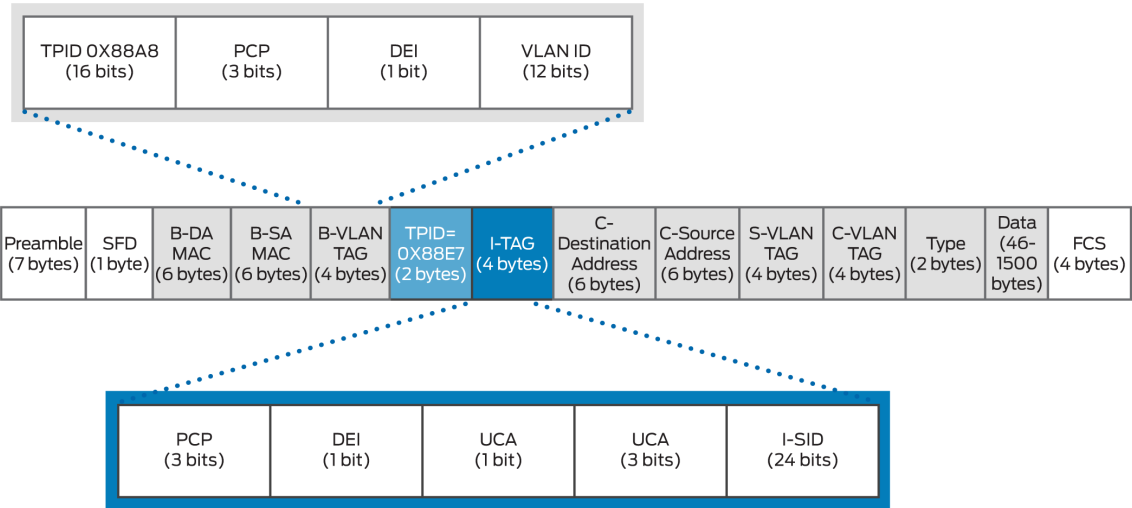 TPID 0X88A8
(16 bits)
PCP
(3 bits)
DEI
(1 bit)
VLAN ID
(12 bits)
Preamble
(7 bytes)
SFD
(1 byte)
B-DA
MAC
(6 bytes)
B-SA
MAC
(6 bytes)
B-VLAN
TAG
(4 bytes)
TPID=
0X88E7
(2 bytes)
I-TAG
(4 bytes)
C-
Destination
Address
(6 bytes)
C-Source
Address
(6 bytes)
S-VLAN
TAG
(4 bytes)
C-VLAN
TAG
(4 bytes)
Type
(2 bytes)
Data
(46-
1500
bytes)
FCS
(4 bytes)
PCP
(3 bits)
DEI
(1 bit)
UCA
(1 bit)
UCA
(3 bits)
I-SID
(24 bits)